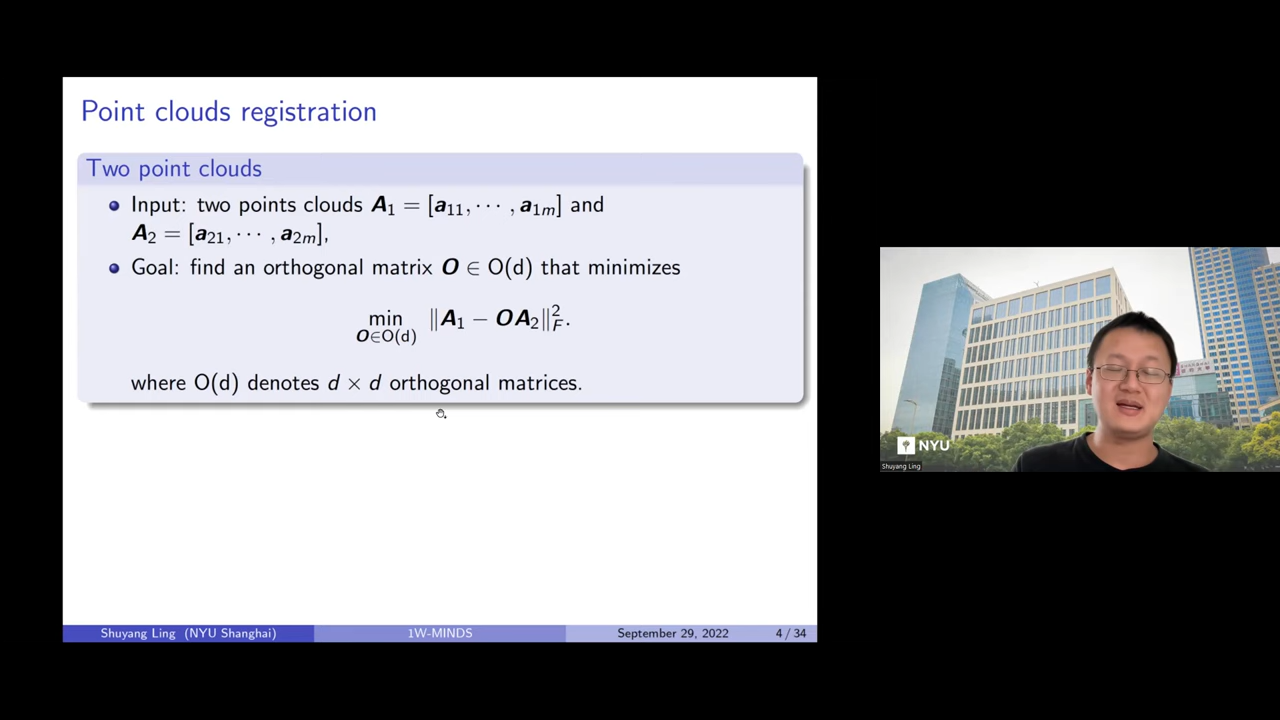 Point clouds registration
Two point clouds
Input: two points clouds A₁ = [a₁₁, ⋯ , a₁ₘ] and
A₂ = [a₂₁, ⋯ , a₂ₘ],
Goal: find an orthogonal matrix O ∈ O(d) that minimizes
min ‖A₁ − OA₂‖²_F.
O∈O(d)
where O(d) denotes d × d orthogonal matrices.
Shuyang Ling (NYU Shanghai) 1W-MINDS September 29, 2022 4 / 34
NYU
Shuyang Ling